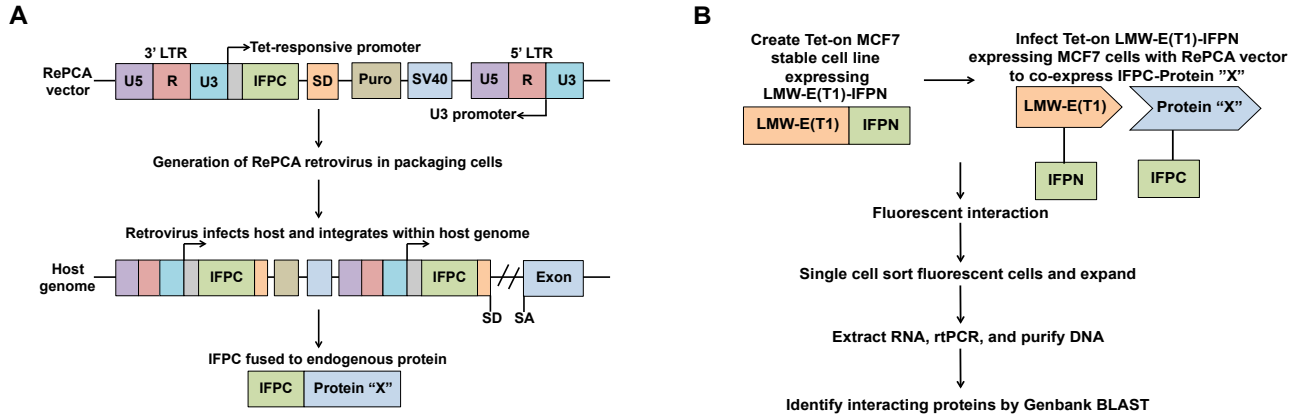 A
3' LTR
Tet-responsive promoter
5' LTR
RePCA
vector
U5
R
U3
IFPC
SD
Puro
SV40
U5
R
U3
U3 promoter
Generation of RePCA retrovirus in packaging cells
Retrovirus infects host and integrates within host genome
Host
genome
IFPC
IFPC
Exon
SD
SA
IFPC fused to endogenous protein
IFPC
Protein "X"
B
Create Tet-on MCF7
stable cell line
expressing
LMW-E(T1)-IFPN
LMW-E(T1)
IFPN
Infect Tet-on LMW-E(T1)-IFPN
expressing MCF7 cells with RePCA vector
to co-express IFPC-Protein "X"
LMW-E(T1)
Protein "X"
IFPN
IFPC
Fluorescent interaction
Single cell sort fluorescent cells and expand
Extract RNA, rtPCR, and purify DNA
Identify interacting proteins by Genbank BLAST